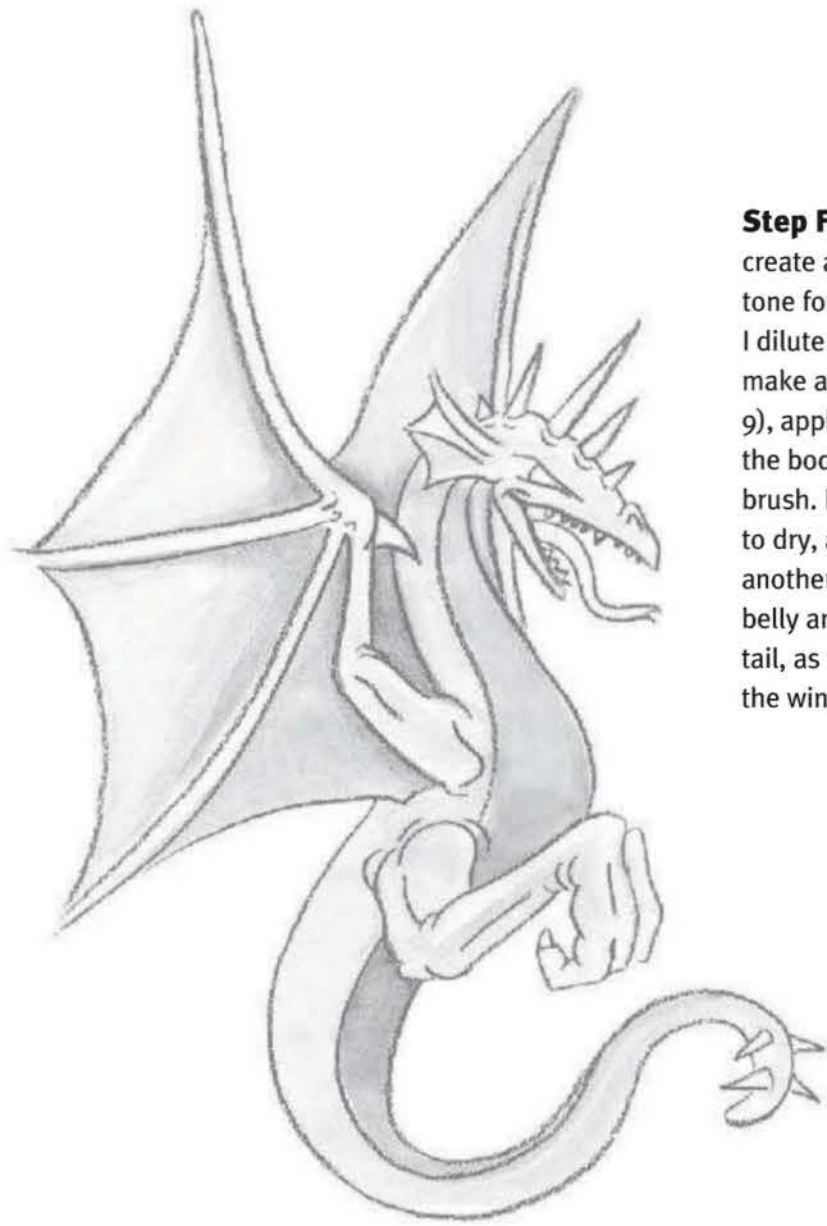 Step F
create a
tone fo
I dilute
make a
9), appl
the bod
brush. I
to dry, a
another
belly an
tail, as
the win